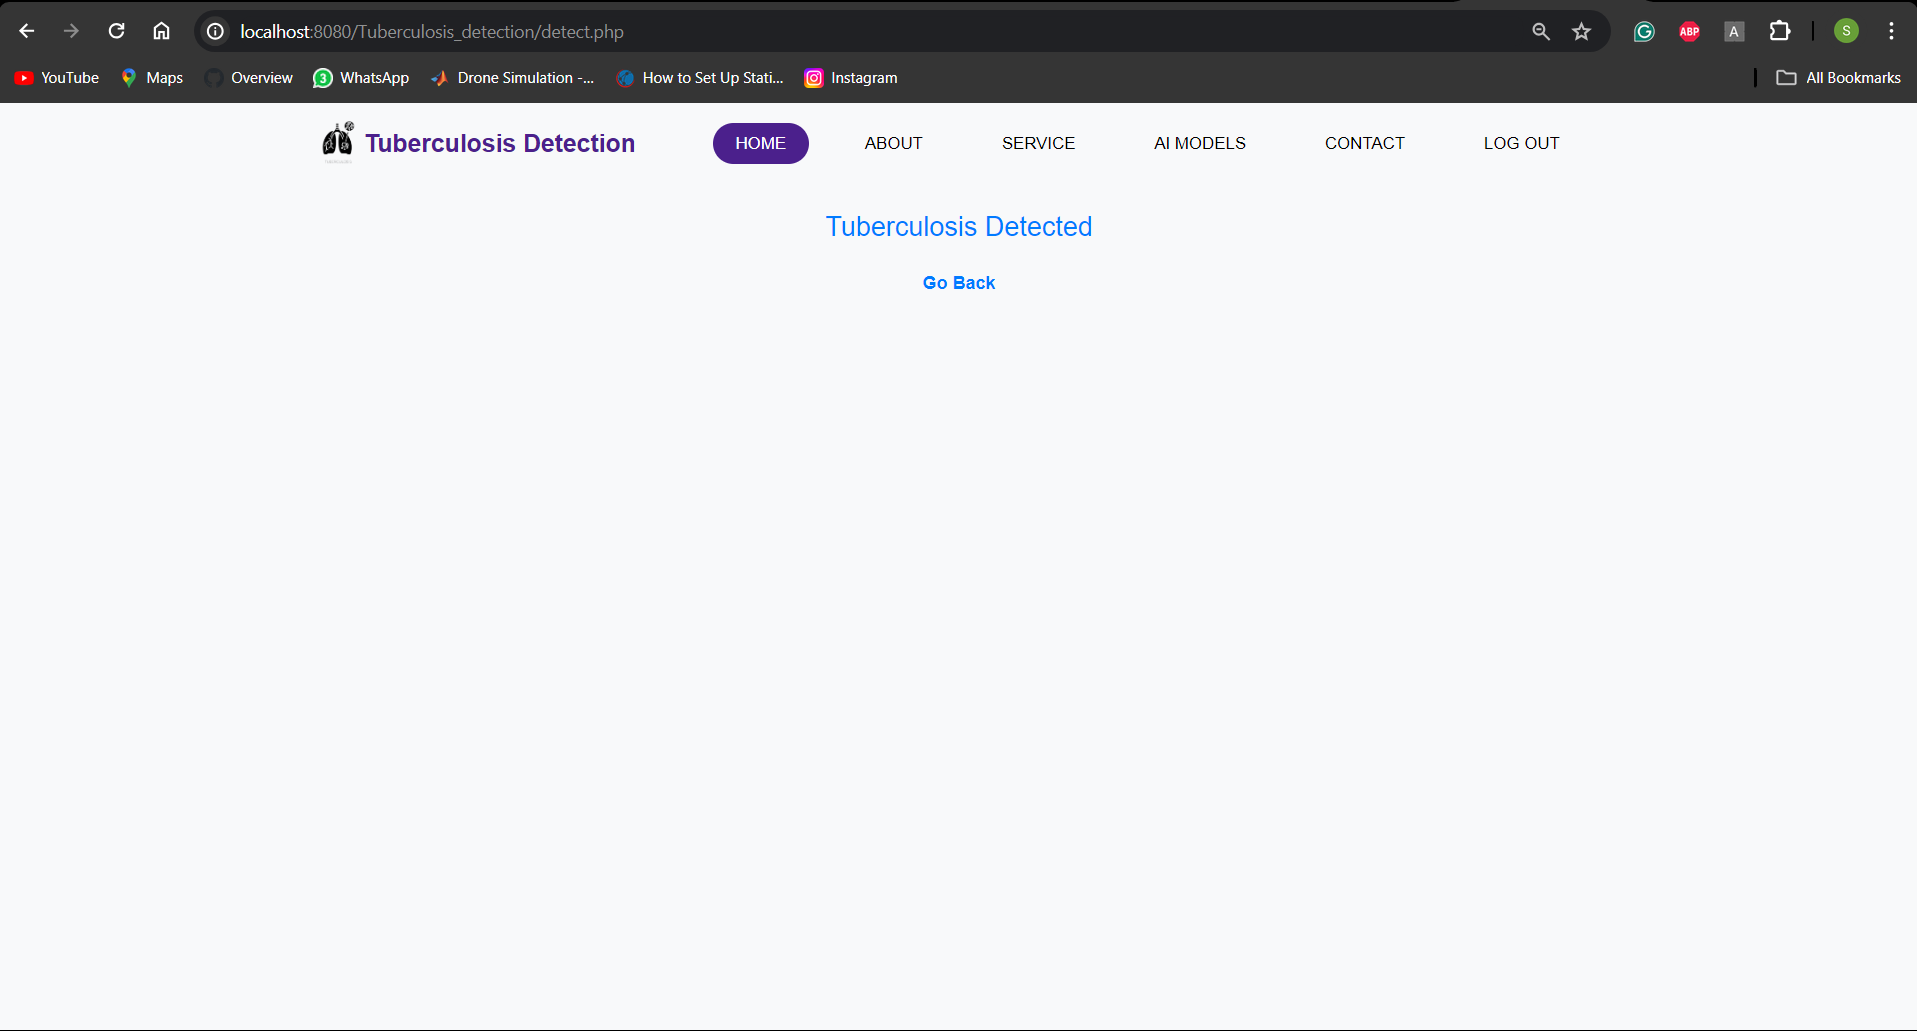 localhost:8080/Tuberculosis_detection/detect.php
ABP
A
S
YouTube
Maps
Overview
3
WhatsApp
Drone Simulation -...
How to Set Up Stati...
Instagram
All Bookmarks
Tuberculosis Detection
HOME
ABOUT
SERVICE
AI MODELS
CONTACT
LOG OUT
Tuberculosis Detected
Go Back